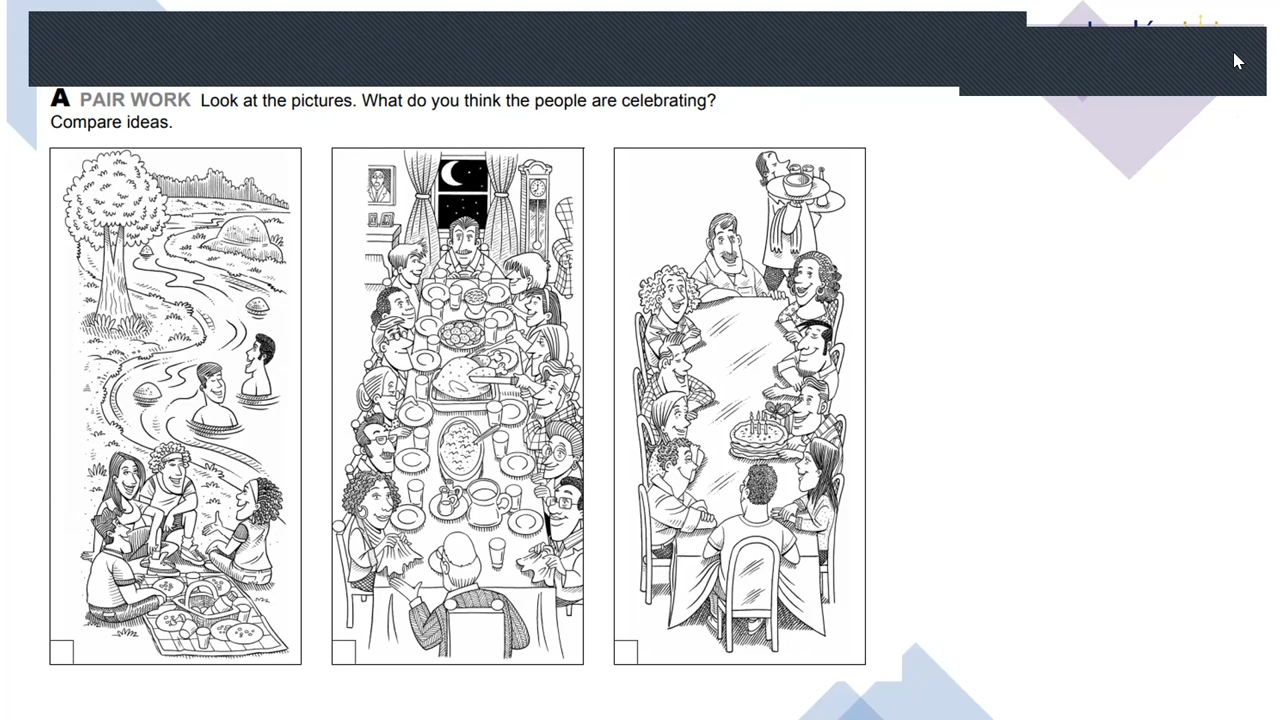 A PAIR WORK Look at the pictures. What do you think the people are celebrating?
Compare ideas.